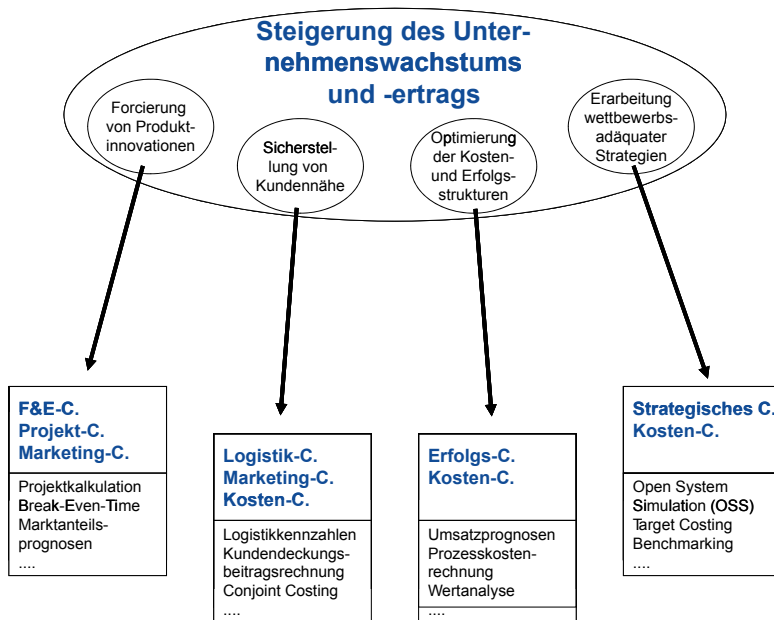 Steigerung des Unter-
nehmenswachstums
und -ertrags
Forcierung
von Produkt-
innovationen
Sicherstel-
lung von
Kundennähe
Optimierung
der Kosten-
und Erfolgs-
strukturen
Erarbeitung
wettbewerbs-
adäquater
Strategien
F&E-C.
Projekt-C.
Marketing-C.
Projektkalkulation
Break-Even-Time
Marktanteils-
prognosen
....
Logistik-C.
Marketing-C.
Kosten-C.
Logistikkennzahlen
Kundendeckungs-
beitragsrechnung
Conjoint Costing
....
Erfolgs-C.
Kosten-C.
Umsatzprognosen
Prozesskosten-
rechnung
Wertanalyse
....
Strategisches C.
Kosten-C.
Open System
Simulation (OSS)
Target Costing
Benchmarking
....